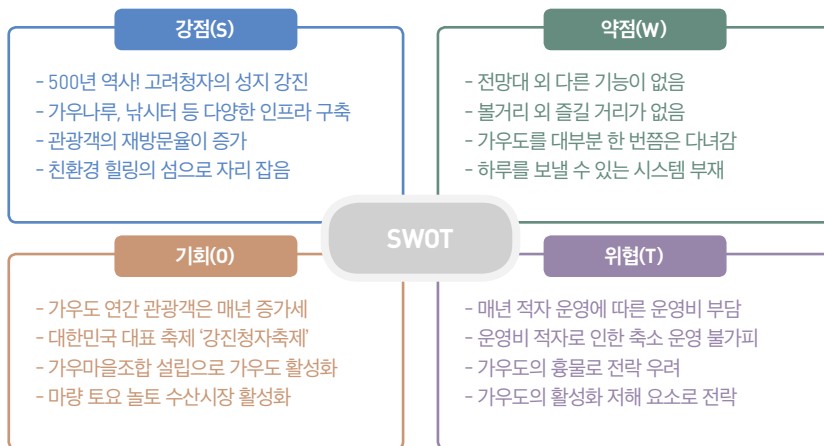 강점(S)
- 500년 역사! 고려청자의 성지 강진
- 가우나루, 낚시터 등 다양한 인프라 구축
- 관광객의 재방문율이 증가
- 친환경 힐링의 섬으로 자리 잡음
약점(W)
- 전망대 외 다른 기능이 없음
- 볼거리 외 즐길 거리가 없음
- 가우도를 대부분 한 번쯤은 다녀감
- 하루를 보낼 수 있는 시스템 부재
SWOT
기회(O)
- 가우도 연간 관광객은 매년 증가세
- 대한민국 대표 축제 ‘강진청자축제’
- 가우마을조합 설립으로 가우도 활성화
- 마량 토요 놀토 수산시장 활성화
위협(T)
- 매년 적자 운영에 따른 운영비 부담
- 운영비 적자로 인한 축소 운영 불가피
- 가우도의 흉물로 전락 우려
- 가우도의 활성화 저해 요소로 전락